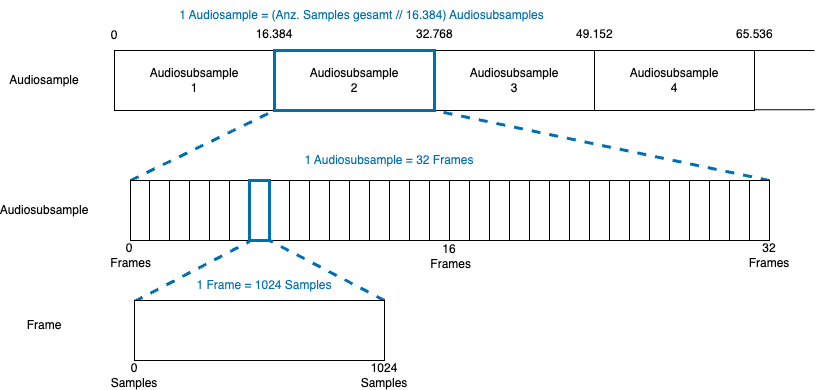 1 Audiosample = (Anz. Samples gesamt // 16.384) Audiosubsamples
0 16.384 32.768 49.152 65.536
Audiosample
Audiosubsample
1
Audiosubsample
2
Audiosubsample
3
Audiosubsample
4
1 Audiosubsample = 32 Frames
Audiosubsample
0
Frames
16
Frames
32
Frames
1 Frame = 1024 Samples
Frame
0
Samples
1024
Samples